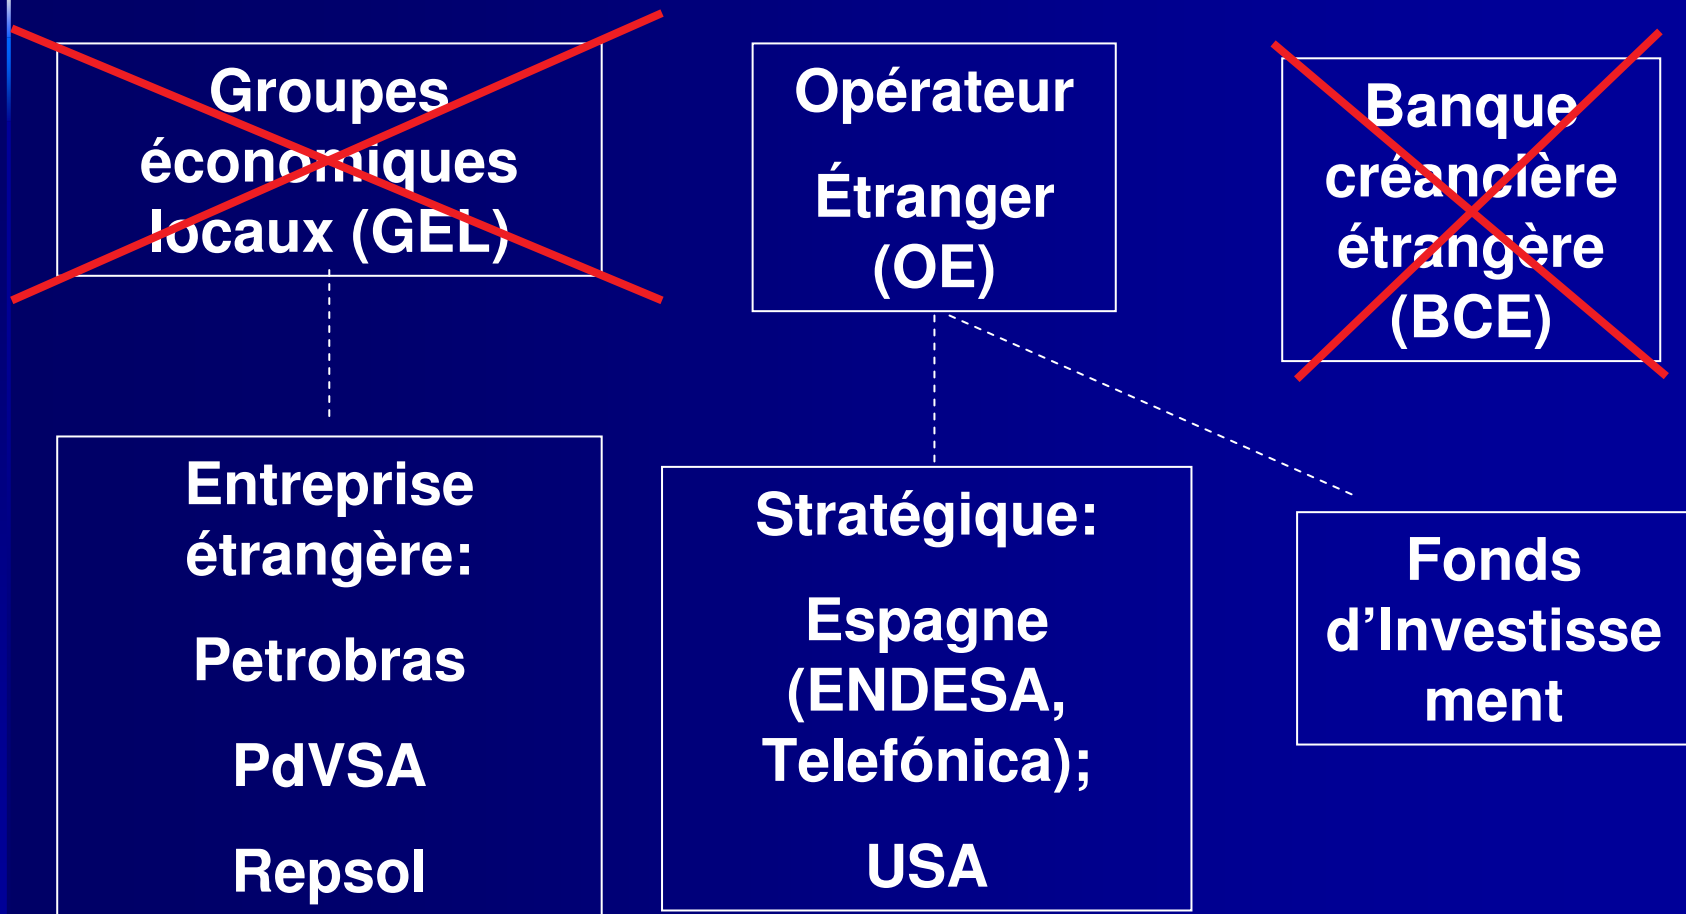 Groupes
économiques
locaux (GEL)
Opérateur
Étranger
(OE)
Banque
créancière
étrangère
(BCE)
Entreprise
étrangère:
Petrobras
PdVSA
Repsol
Stratégique:
Espagne
(ENDESA,
Telefónica);
USA
Fonds
d’Investisse
ment